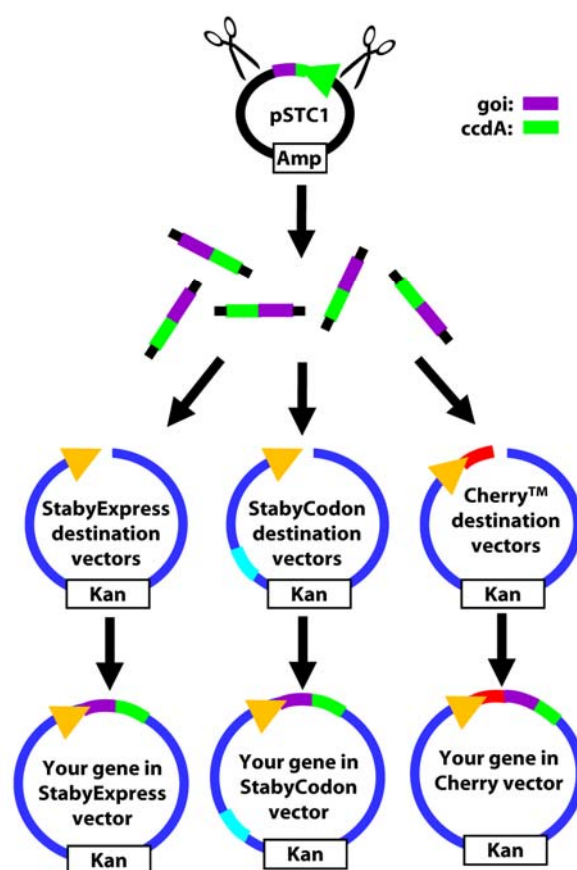 pSTC1
Amp
goi:
ccdA:
StabyExpress
destination
vectors
Kan
StabyCodon
destination
vectors
Kan
Cherry™
destination
vectors
Kan
Your gene in
StabyExpress
vector
Kan
Your gene in
StabyCodon
vector
Kan
Your gene in
Cherry vector
Kan